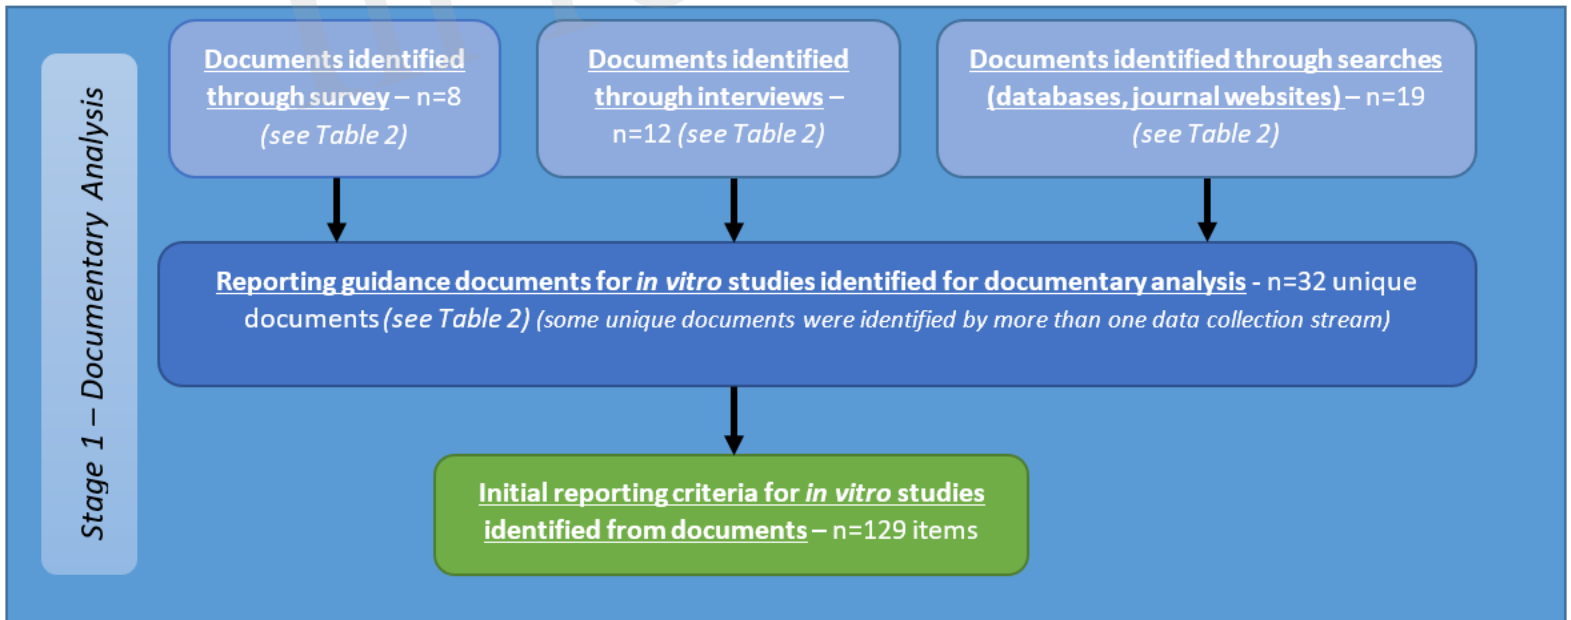 Stage 1 – Documentary Analysis
Documents identified
through survey – n=8
(see Table 2)
Documents identified
through interviews –
n=12 (see Table 2)
Documents identified through searches
(databases, journal websites) – n=19
(see Table 2)
Reporting guidance documents for in vitro studies identified for documentary analysis - n=32 unique
documents (see Table 2) (some unique documents were identified by more than one data collection stream)
Initial reporting criteria for in vitro studies
identified from documents – n=129 items